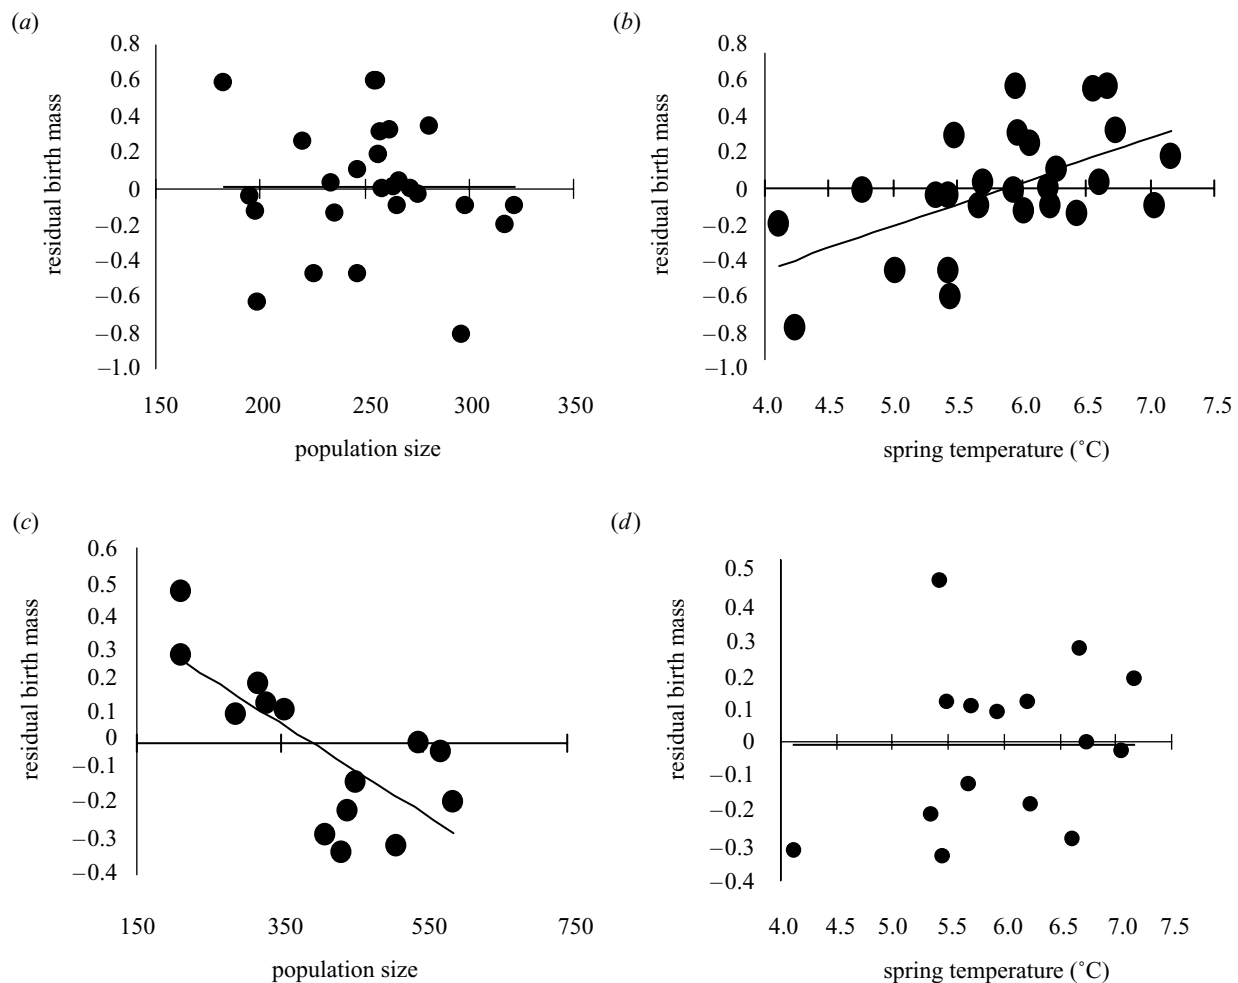 (a)
residual birth mass
0.8
0.6
0.4
0.2
0
–0.2
–0.4
–0.6
–0.8
–1.0
150 200 250 300 350
population size
(b)
residual birth mass
0.8
0.6
0.4
0.2
0
–0.2
–0.4
–0.6
–0.8
–1.0
4.0 4.5 5.0 5.5 6.0 6.5 7.0 7.5
spring temperature (˚C)
(c)
residual birth mass
0.6
0.5
0.4
0.3
0.2
0.1
0
–0.1
–0.2
–0.3
–0.4
150 350 550 750
population size
(d)
residual birth mass
0.5
0.4
0.3
0.2
0.1
0
–0.1
–0.2
–0.3
–0.4
4.0 4.5 5.0 5.5 6.0 6.5 7.0 7.5
spring temperature (˚C)